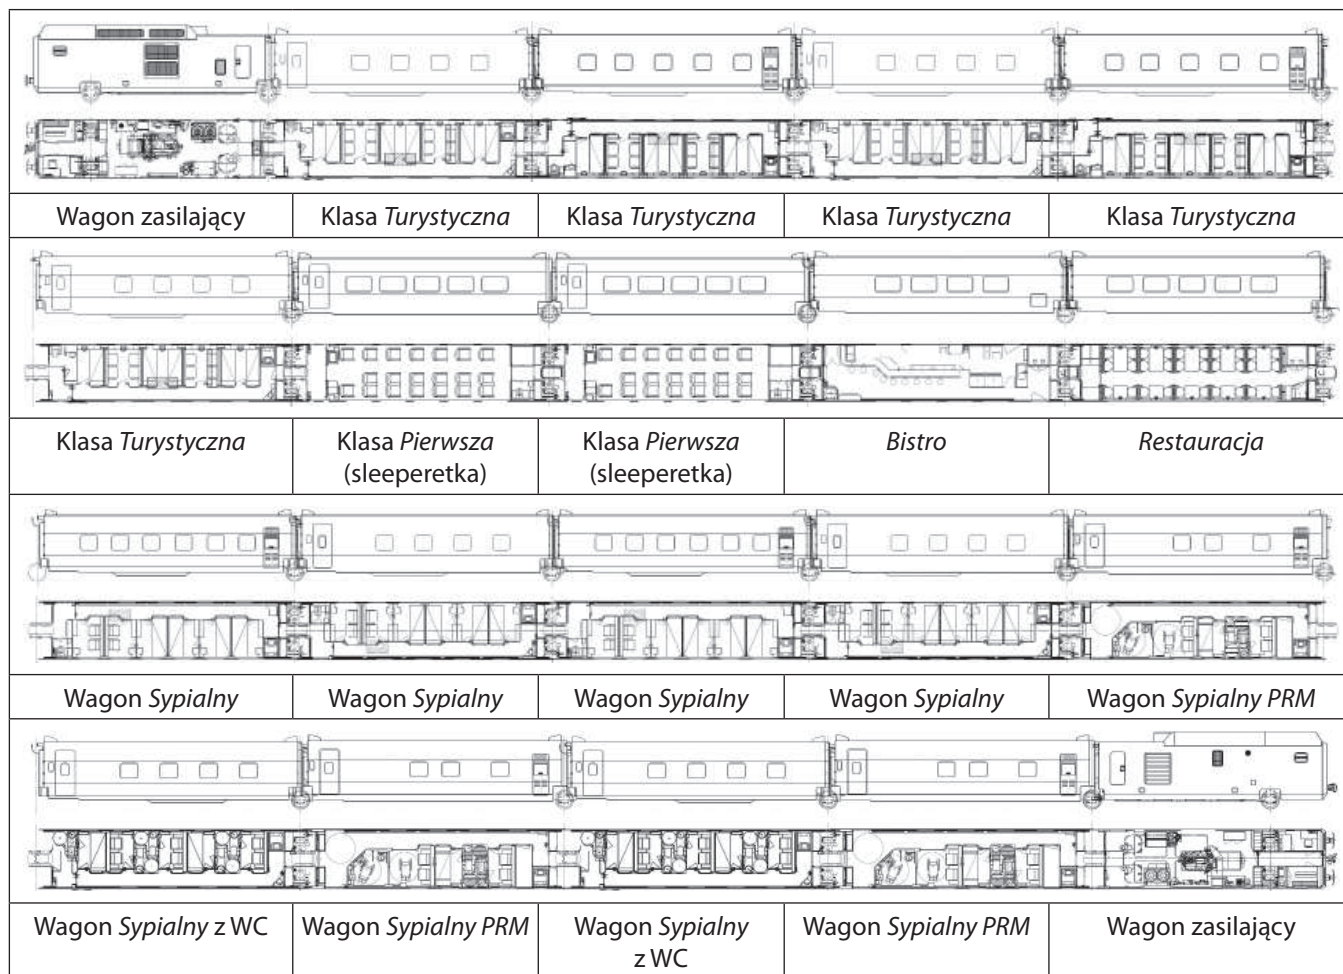 Wagon zasilający
Klasa Turystyczna
Klasa Turystyczna
Klasa Turystyczna
Klasa Turystyczna
Klasa Turystyczna
Klasa Pierwsza
(sleeperetka)
Klasa Pierwsza
(sleeperetka)
Bistro
Restauracja
Wagon Sypialny
Wagon Sypialny
Wagon Sypialny
Wagon Sypialny
Wagon Sypialny PRM
Wagon Sypialny z WC
Wagon Sypialny PRM
Wagon Sypialny
z WC
Wagon Sypialny PRM
Wagon zasilający